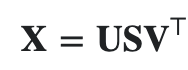 X = USV⊤